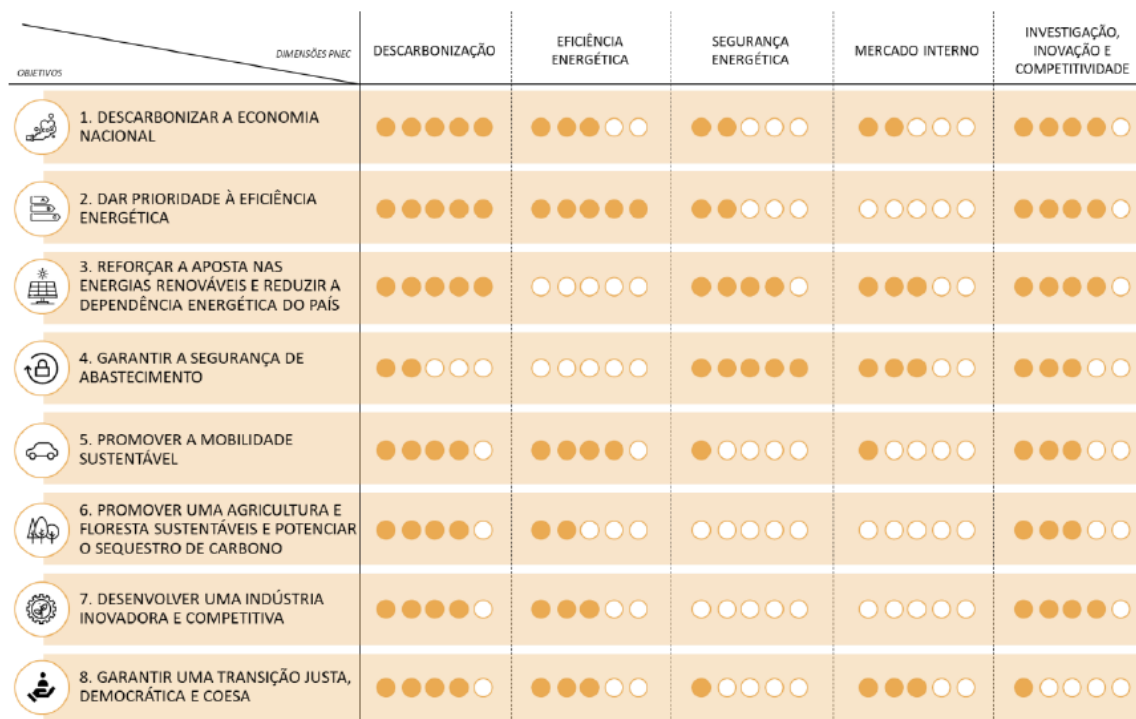 DIMENSÕES PNEC
OBJETIVOS
DESCARBONIZAÇÃO
EFICIÊNCIA
ENERGÉTICA
SEGURANÇA
ENERGÉTICA
MERCADO INTERNO
INVESTIGAÇÃO,
INOVAÇÃO E
COMPETITIVIDADE
1. DESCARBONIZAR A ECONOMIA
NACIONAL
2. DAR PRIORIDADE À EFICIÊNCIA
ENERGÉTICA
3. REFORÇAR A APOSTA NAS
ENERGIAS RENOVÁVEIS E REDUZIR A
DEPENDÊNCIA ENERGÉTICA DO PAÍS
4. GARANTIR A SEGURANÇA DE
ABASTECIMENTO
5. PROMOVER A MOBILIDADE
SUSTENTÁVEL
6. PROMOVER UMA AGRICULTURA E
FLORESTA SUSTENTÁVEIS E POTENCIAR
O SEQUESTRO DE CARBONO
7. DESENVOLVER UMA INDÚSTRIA
INOVADORA E COMPETITIVA
8. GARANTIR UMA TRANSIÇÃO JUSTA,
DEMOCRÁTICA E COESA